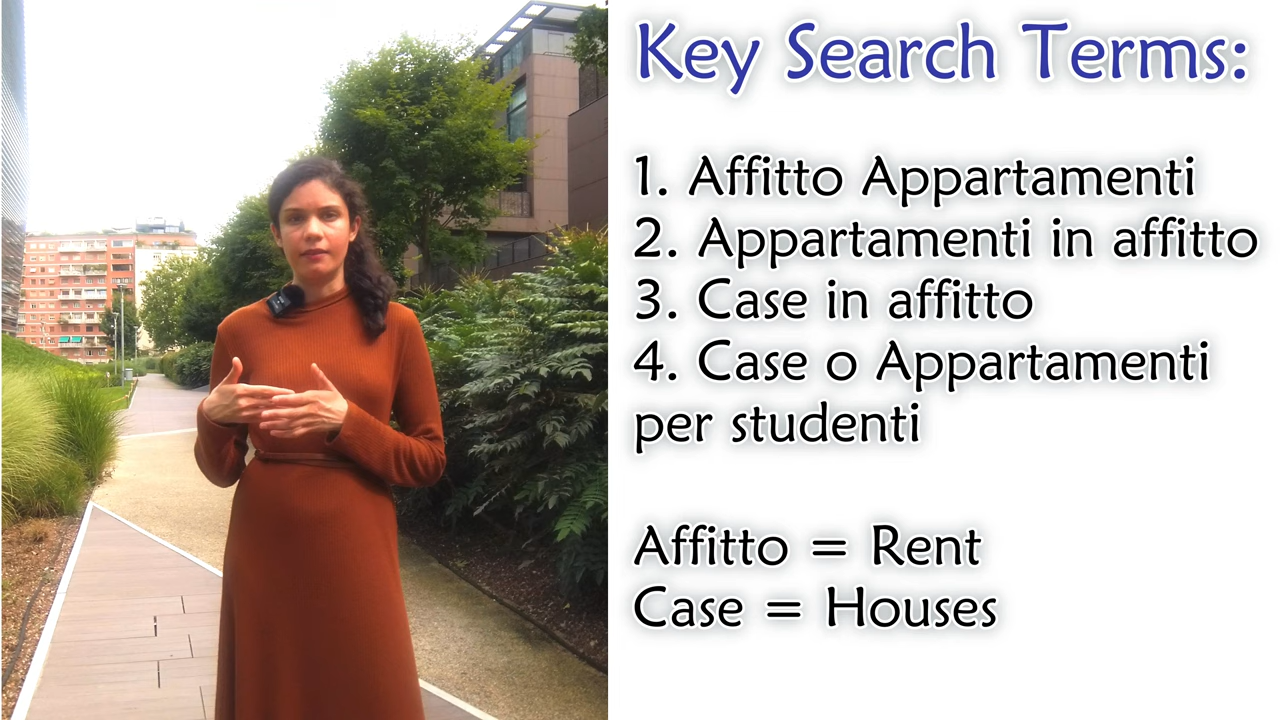 Key Search Terms:
1. Affitto Appartamenti
2. Appartamenti in affitto
3. Case in affitto
4. Case o Appartamenti
per studenti
Affitto = Rent
Case = Houses